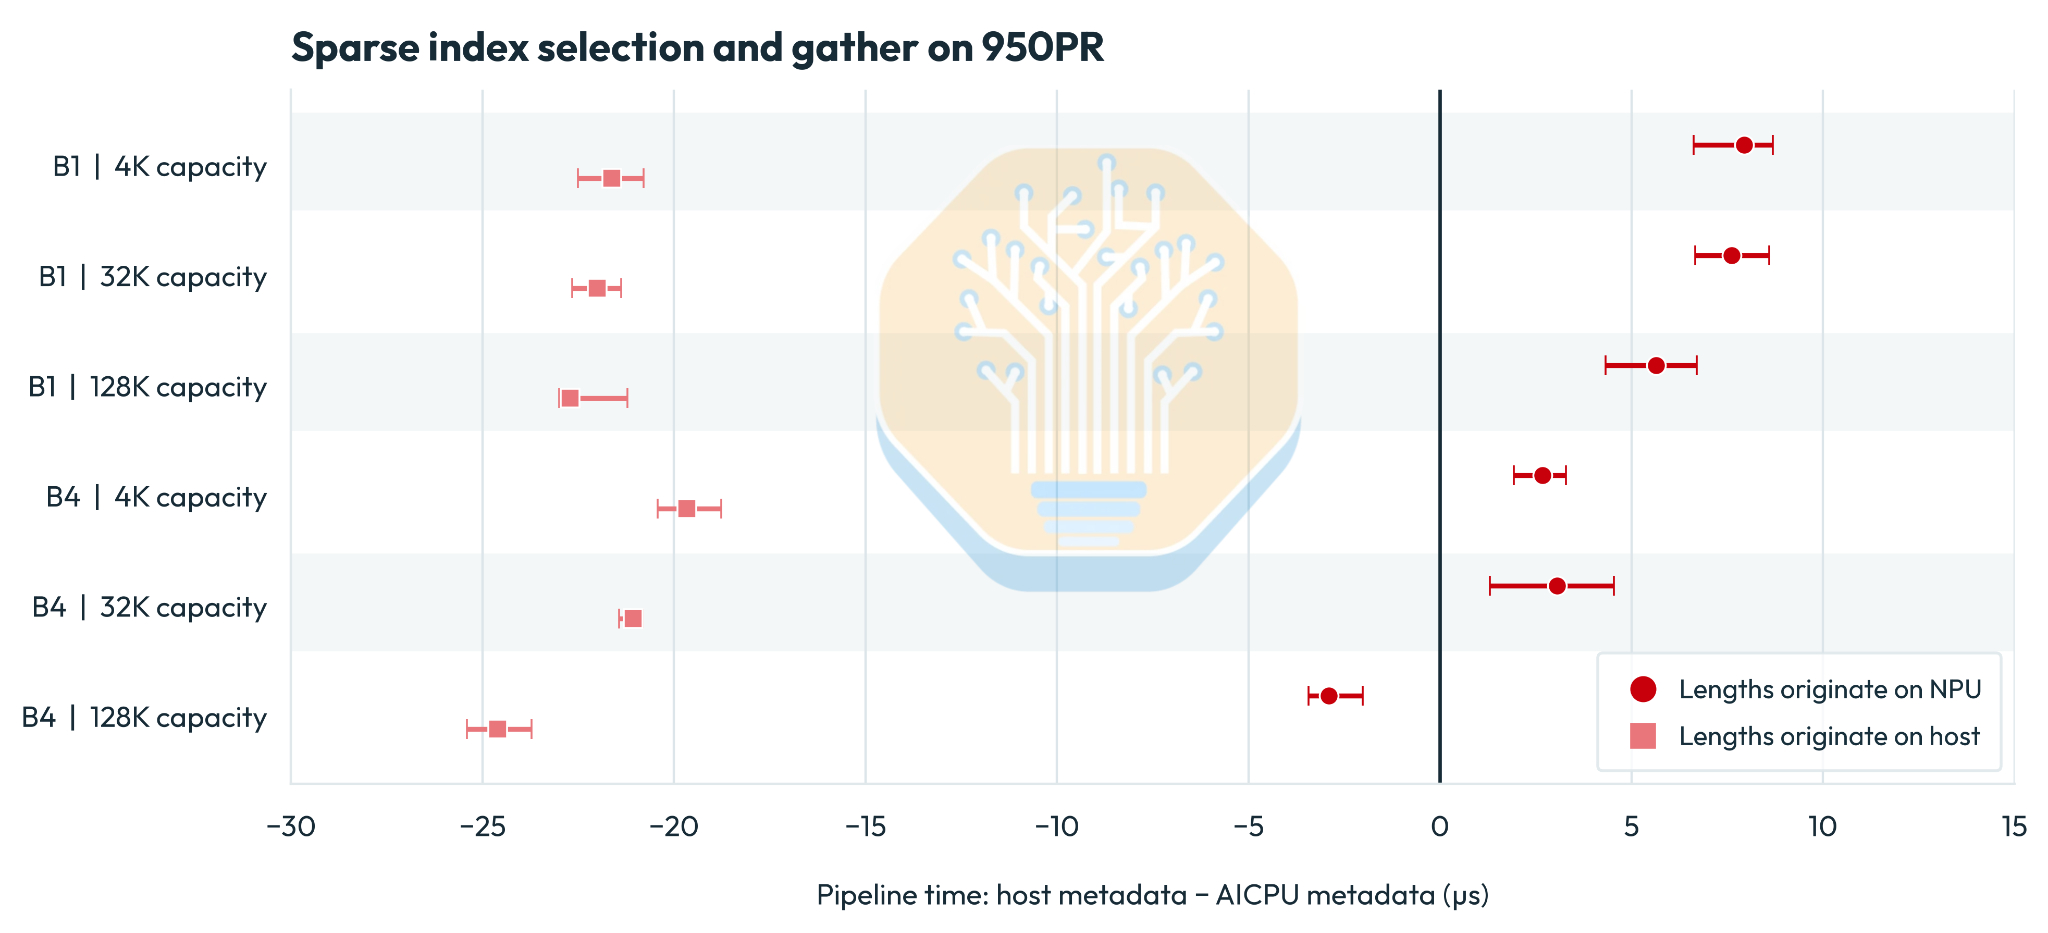 Sparse index selection and gather on 950PR
B1 | 4K capacity
B1 | 32K capacity
B1 | 128K capacity
B4 | 4K capacity
B4 | 32K capacity
B4 | 128K capacity
Lengths originate on NPU
Lengths originate on host
−30 −25 −20 −15 −10 −5 0 5 10 15
Pipeline time: host metadata − AICPU metadata (µs)